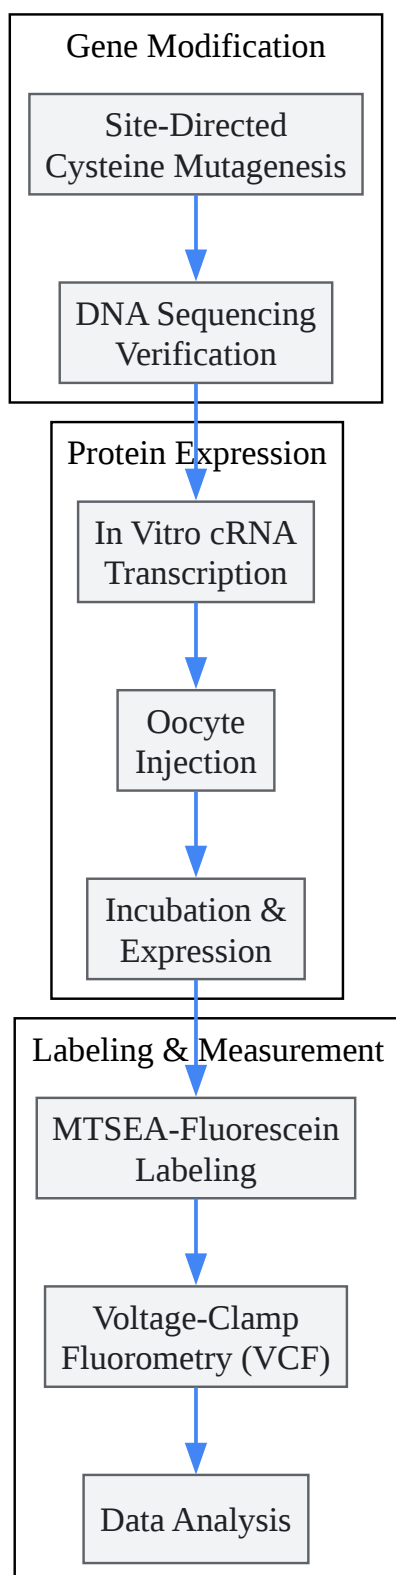 Gene Modification
Site-Directed
Cysteine Mutagenesis
DNA Sequencing
Verification
Protein Expression
In Vitro cRNA
Transcription
Oocyte
Injection
Incubation &
Expression
Labeling & Measurement
MTSEA-Fluorescein
Labeling
Voltage-Clamp
Fluorometry (VCF)
Data Analysis